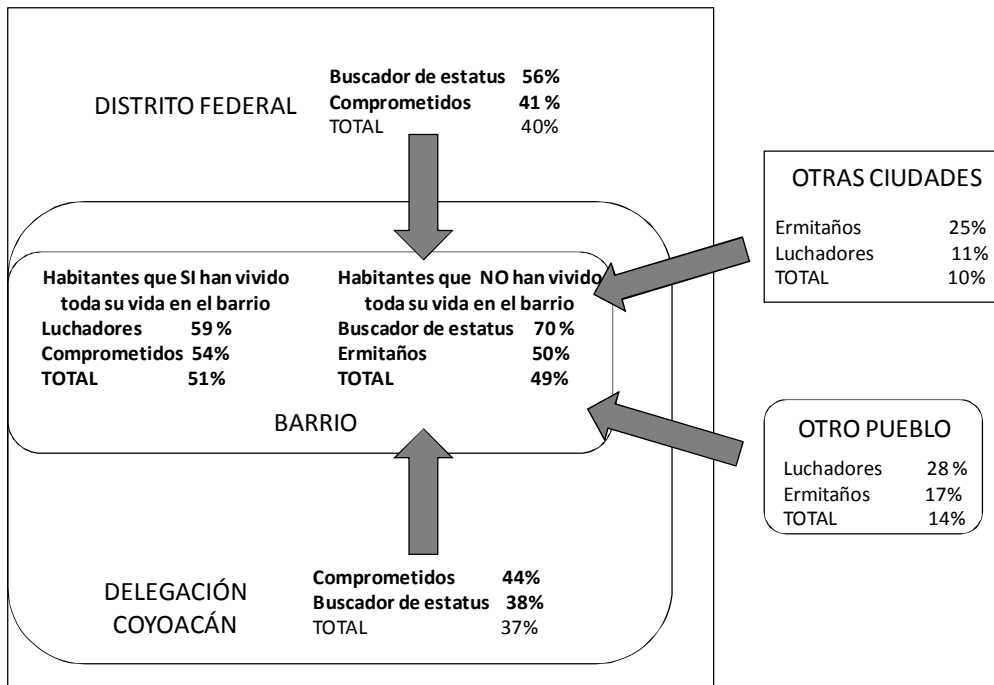 DISTRITO FEDERAL
Buscador de estatus 56%
Comprometidos 41 %
TOTAL 40%
OTRAS CIUDADES
Ermitaños 25%
Luchadores 11%
TOTAL 10%
Habitantes que SI han vivido
toda su vida en el barrio
Luchadores 59 %
Comprometidos 54%
TOTAL 51%
Habitantes que NO han vivido
toda su vida en el barrio
Buscador de estatus 70 %
Ermitaños 50%
TOTAL 49%
BARRIO
OTRO PUEBLO
Luchadores 28 %
Ermitaños 17%
TOTAL 14%
DELEGACIÓN
COYOACÁN
Comprometidos 44%
Buscador de estatus 38%
TOTAL 37%